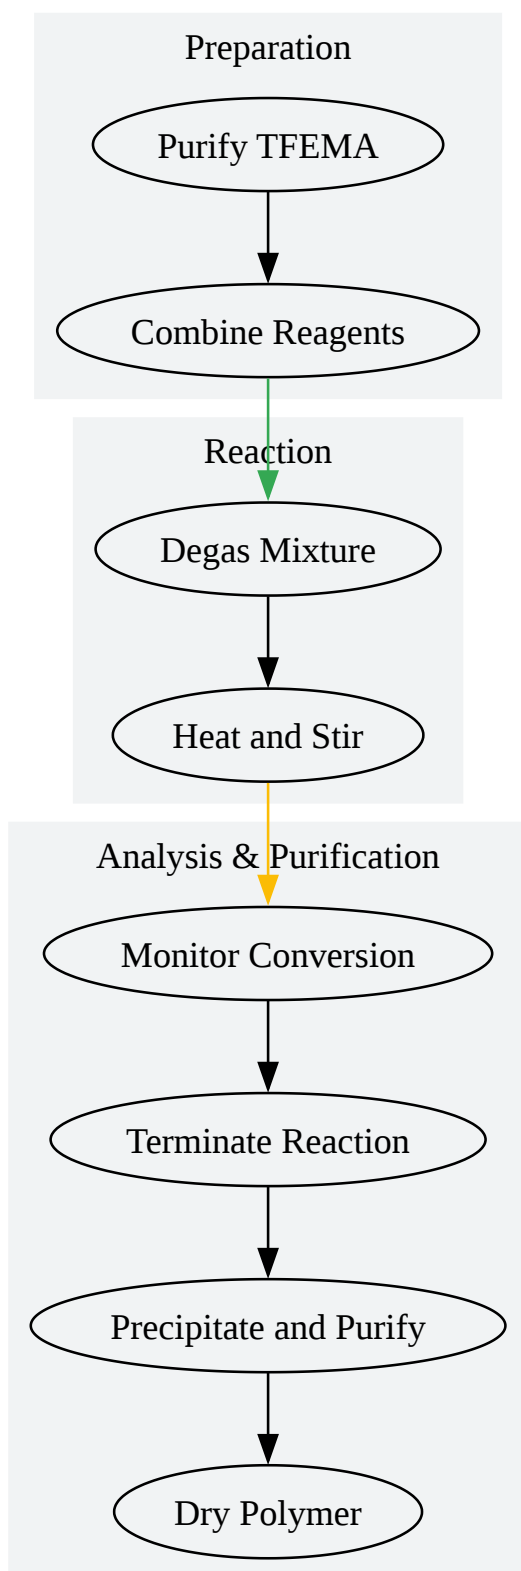 Preparation
Purify TFEMA
Combine Reagents
Reaction
Degas Mixture
Heat and Stir
Analysis & Purification
Monitor Conversion
Terminate Reaction
Precipitate and Purify
Dry Polymer